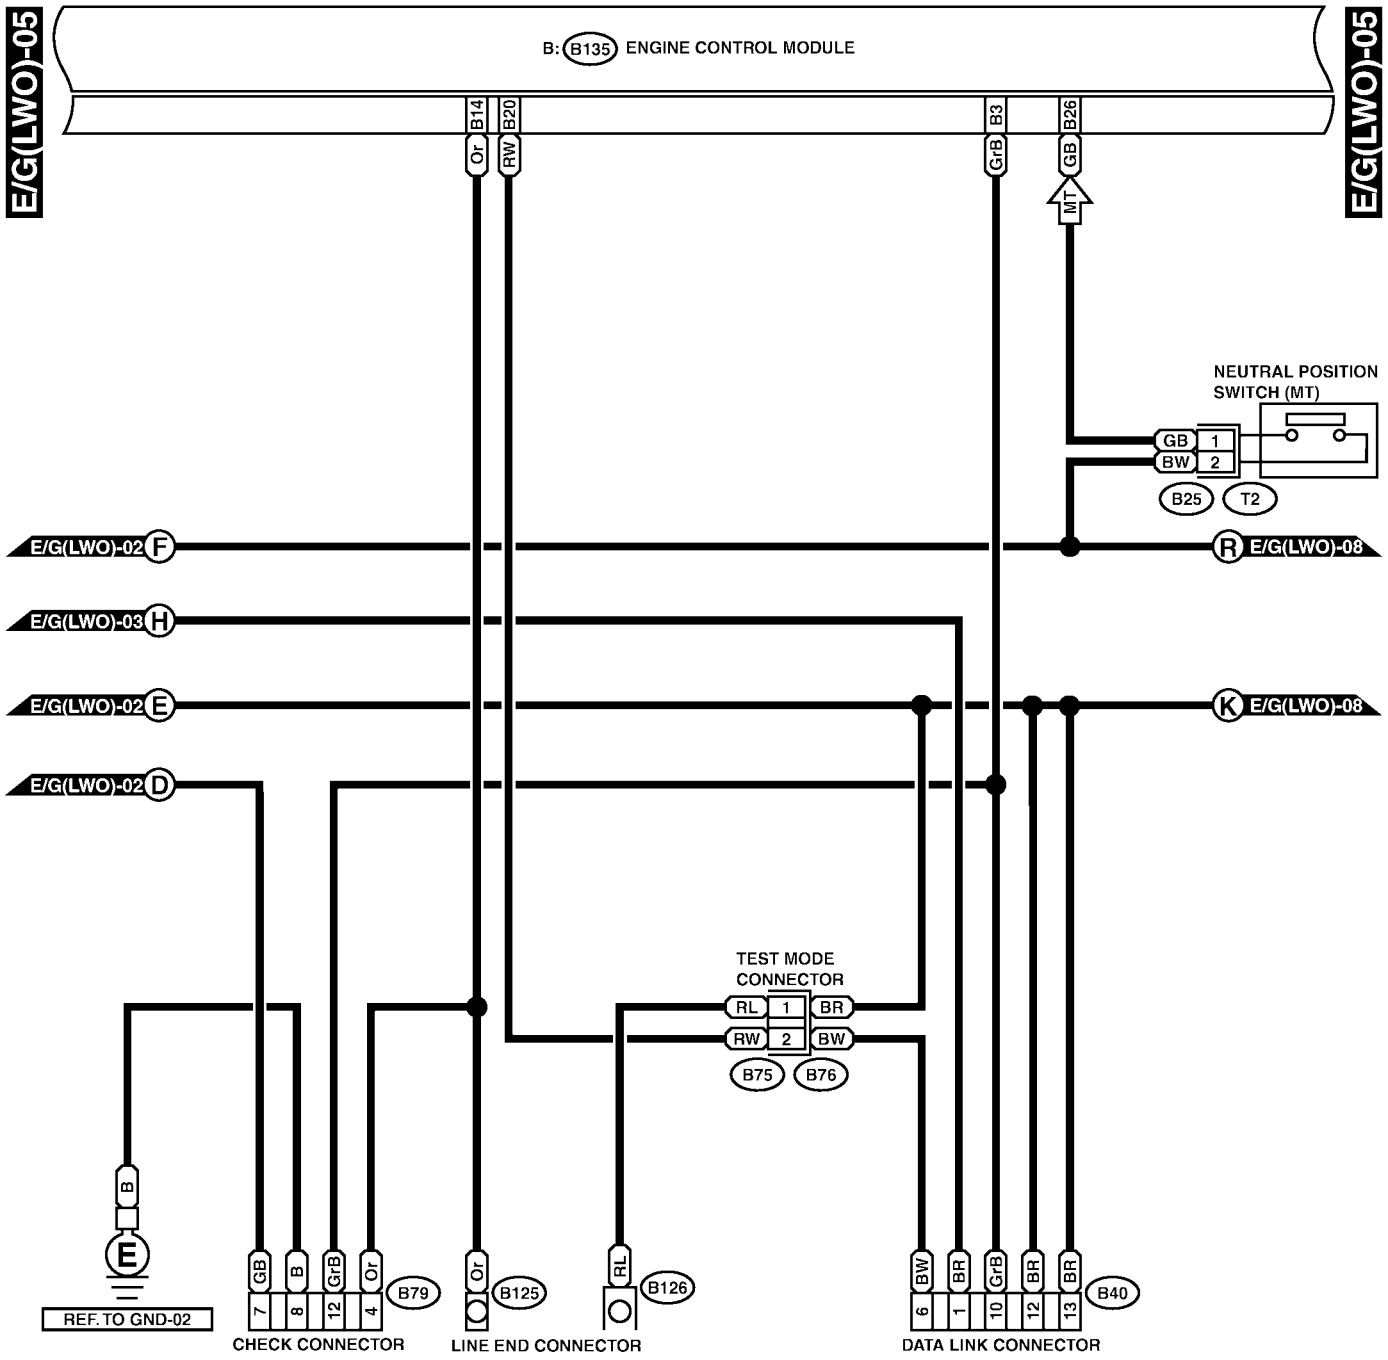 E/G(LWO)-05
B: B135 ENGINE CONTROL MODULE
E/G(LWO)-05
B14
B20
B3
B26
Or
RW
GrB
GB
MT
NEUTRAL POSITION
SWITCH (MT)
GB 1
BW 2
B25 T2
E/G(LWO)-02 F
R E/G(LWO)-08
E/G(LWO)-03 H
E/G(LWO)-02 E
K E/G(LWO)-08
E/G(LWO)-02 D
TEST MODE
CONNECTOR
RL 1 BR
RW 2 BW
B75 B76
B
E
REF. TO GND-02
GB B GrB Or
7 8 12 4
B79
CHECK CONNECTOR
Or
B125
RL
B126
LINE END CONNECTOR
BW BR GrB BR BR
6 1 10 12 13
B40
DATA LINK CONNECTOR